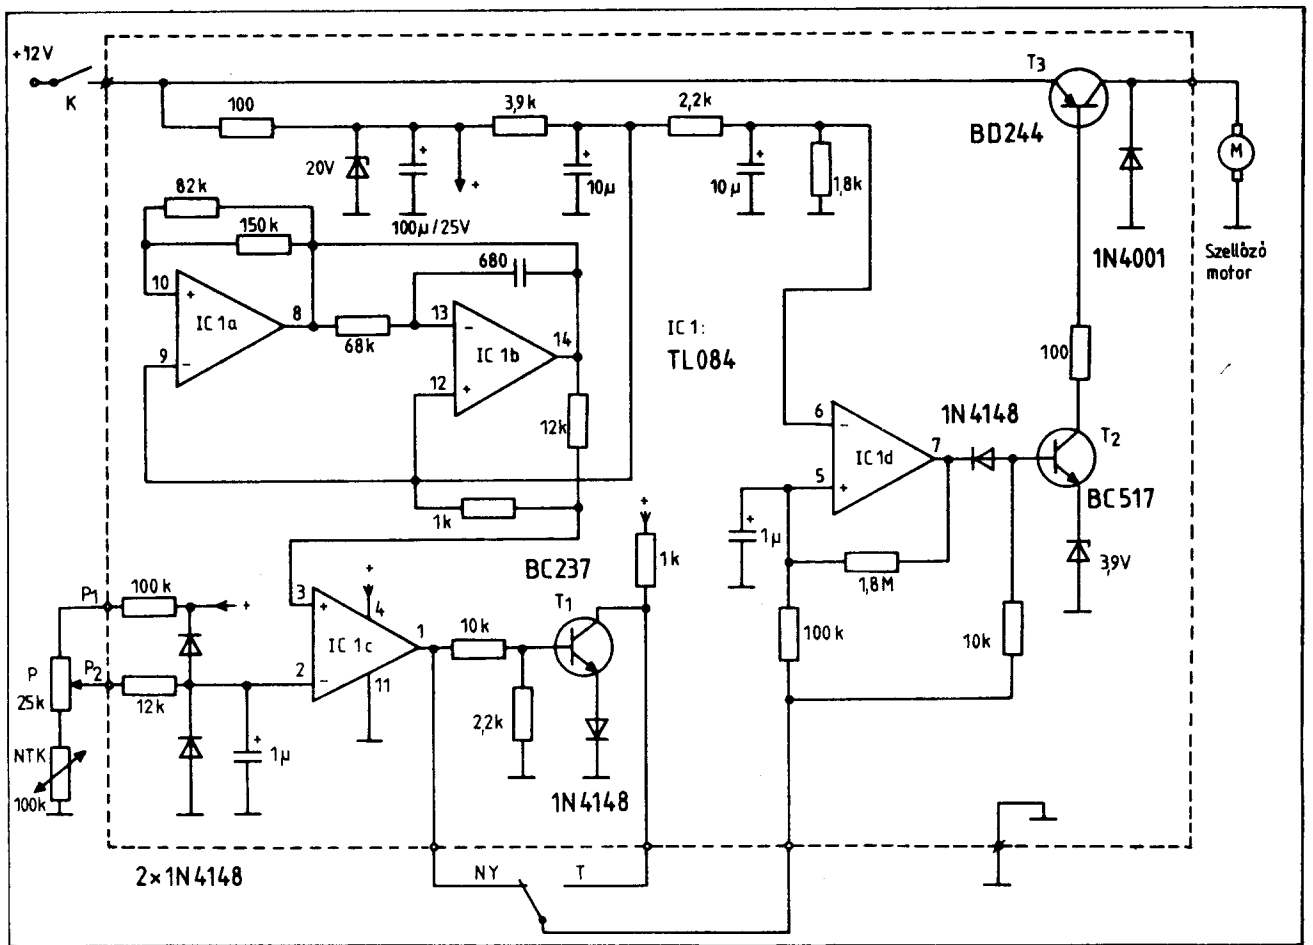 +12V
K
100
3,9k
2,2k
T3
BD244
20V
+
100µ/25V
+
+
10µ
+
10µ
1,8k
1N4001
M
Szellőző
motor
82k
150k
10
+
IC 1a
8
9
-
68k
680
13
-
IC 1b
14
12
+
12k
1k
IC 1:
TL084
100
6
-
IC 1d
7
5
+
1N4148
T2
BC517
3,9V
+
1µ
1,8M
100k
10k
P1
100k
+
P
25k
P2
12k
NTK
100k
+
1µ
3
+
+
4
IC 1c
1
2
-
11
10k
2,2k
BC237
T1
+
1k
1N4148
2×1N4148
NY
T